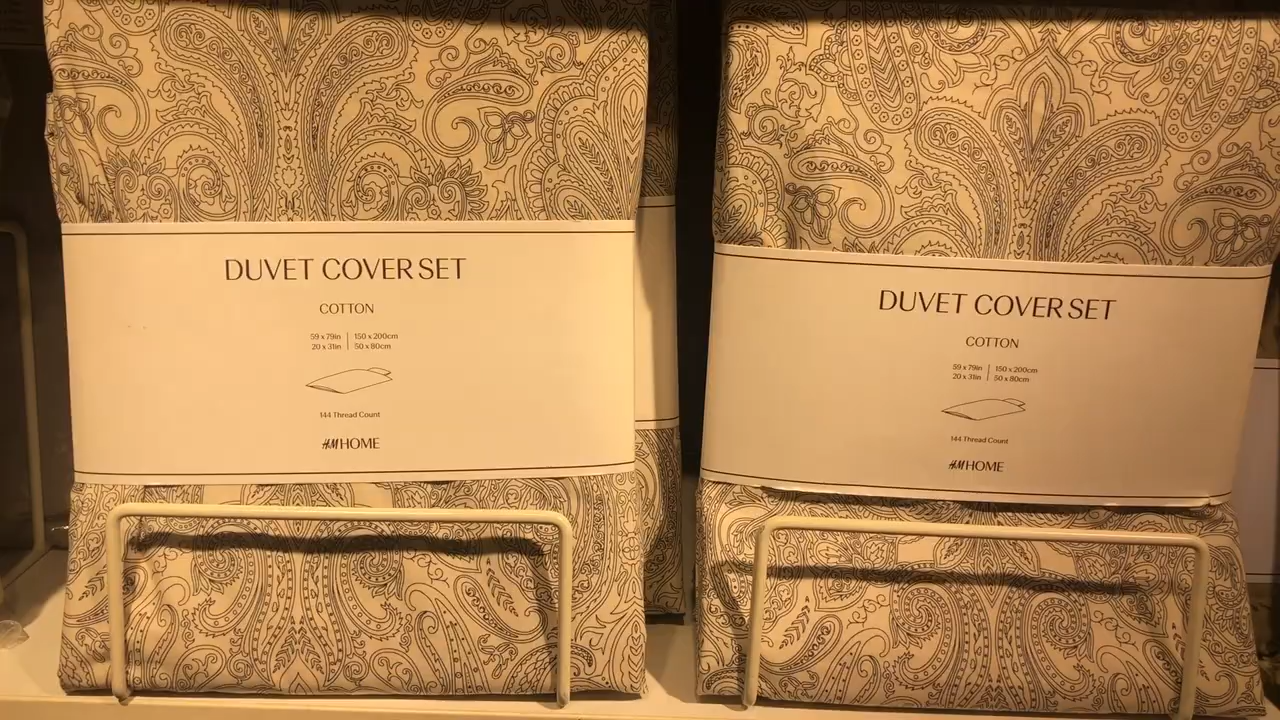 DUVET COVER SET
COTTON
59 x 79in | 150 x 200cm
20 x 31in | 50 x 80cm
144 Thread Count
H&M HOME
DUVET COVER SET
COTTON
59 x 79in | 150 x 200cm
20 x 31in | 50 x 80cm
144 Thread Count
H&M HOME